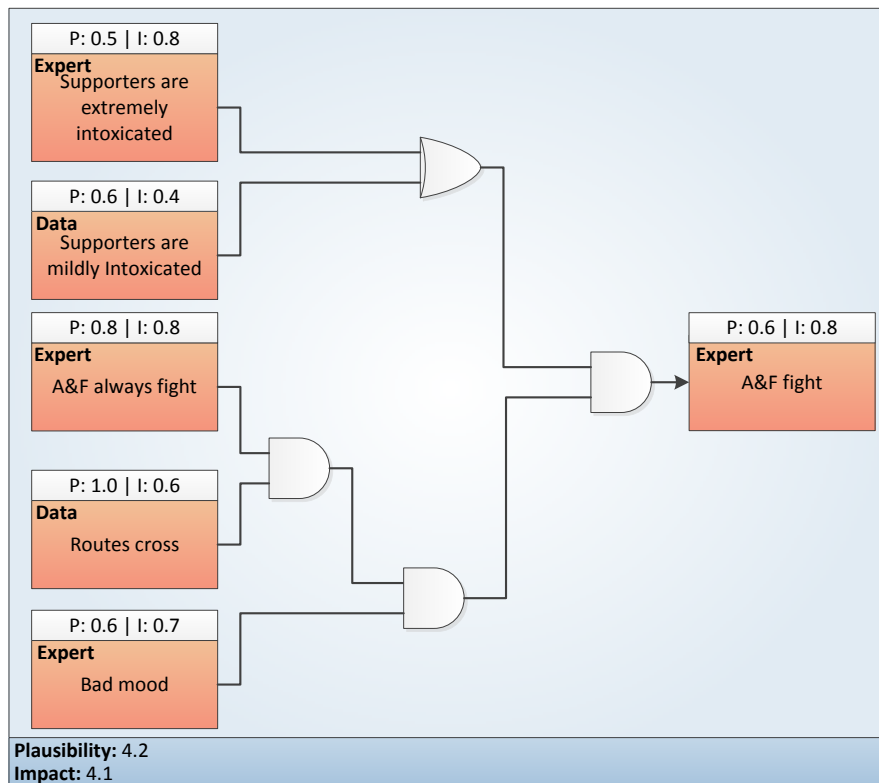 P: 0.5 | I: 0.8
Expert
Supporters are
extremely
intoxicated
P: 0.6 | I: 0.4
Data
Supporters are
mildly Intoxicated
P: 0.8 | I: 0.8
Expert
A&F always fight
P: 1.0 | I: 0.6
Data
Routes cross
P: 0.6 | I: 0.7
Expert
Bad mood
P: 0.6 | I: 0.8
Expert
A&F fight
Plausibility: 4.2
Impact: 4.1